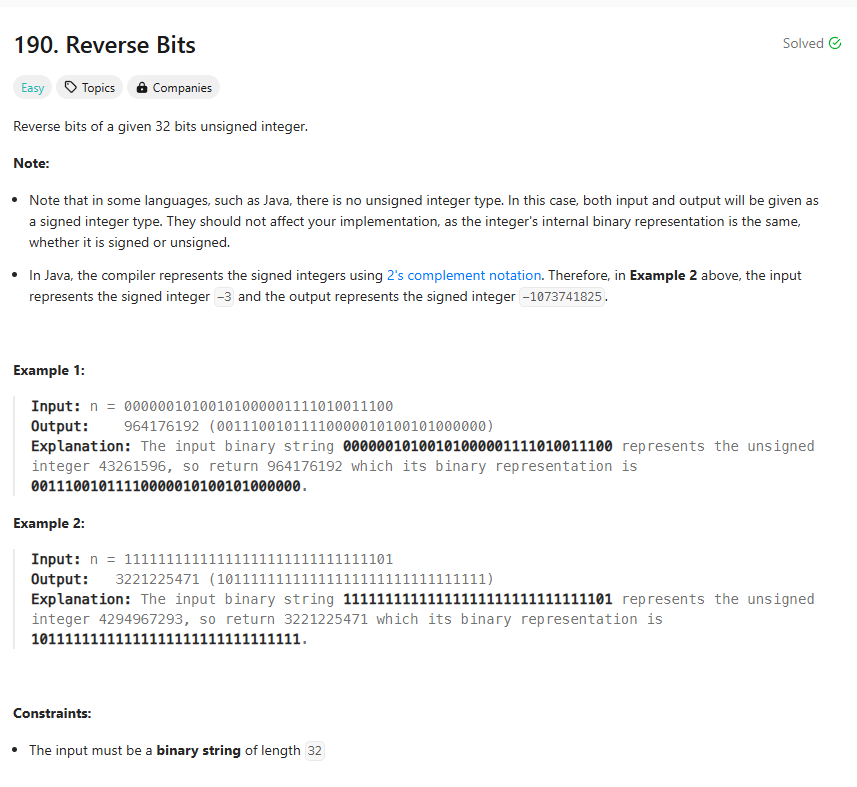 190. Reverse Bits
Solved
Easy
Topics
Companies
Reverse bits of a given 32 bits unsigned integer.
Note:
• Note that in some languages, such as Java, there is no unsigned integer type. In this case, both input and output will be given as
a signed integer type. They should not affect your implementation, as the integer's internal binary representation is the same,
whether it is signed or unsigned.
• In Java, the compiler represents the signed integers using 2's complement notation. Therefore, in Example 2 above, the input
represents the signed integer -3 and the output represents the signed integer -1073741825.
Example 1:
Input: n = 00000010100101000001111010011100
Output: 964176192 (00111001011110000010100101000000)
Explanation: The input binary string 00000010100101000001111010011100 represents the unsigned
integer 43261596, so return 964176192 which its binary representation is
00111001011110000010100101000000.
Example 2:
Input: n = 11111111111111111111111111111101
Output: 3221225471 (10111111111111111111111111111111)
Explanation: The input binary string 11111111111111111111111111111101 represents the unsigned
integer 4294967293, so return 3221225471 which its binary representation is
10111111111111111111111111111111.
Constraints:
• The input must be a binary string of length 32